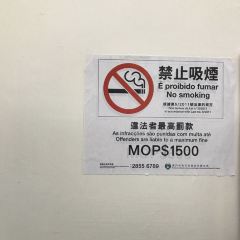 禁止吸煙
É proibido fumar
No smoking
違法者最高罰款
As infracções são punidas com multa até
Offenders are liable to a maximum fine
MOP$1500
2855 6789